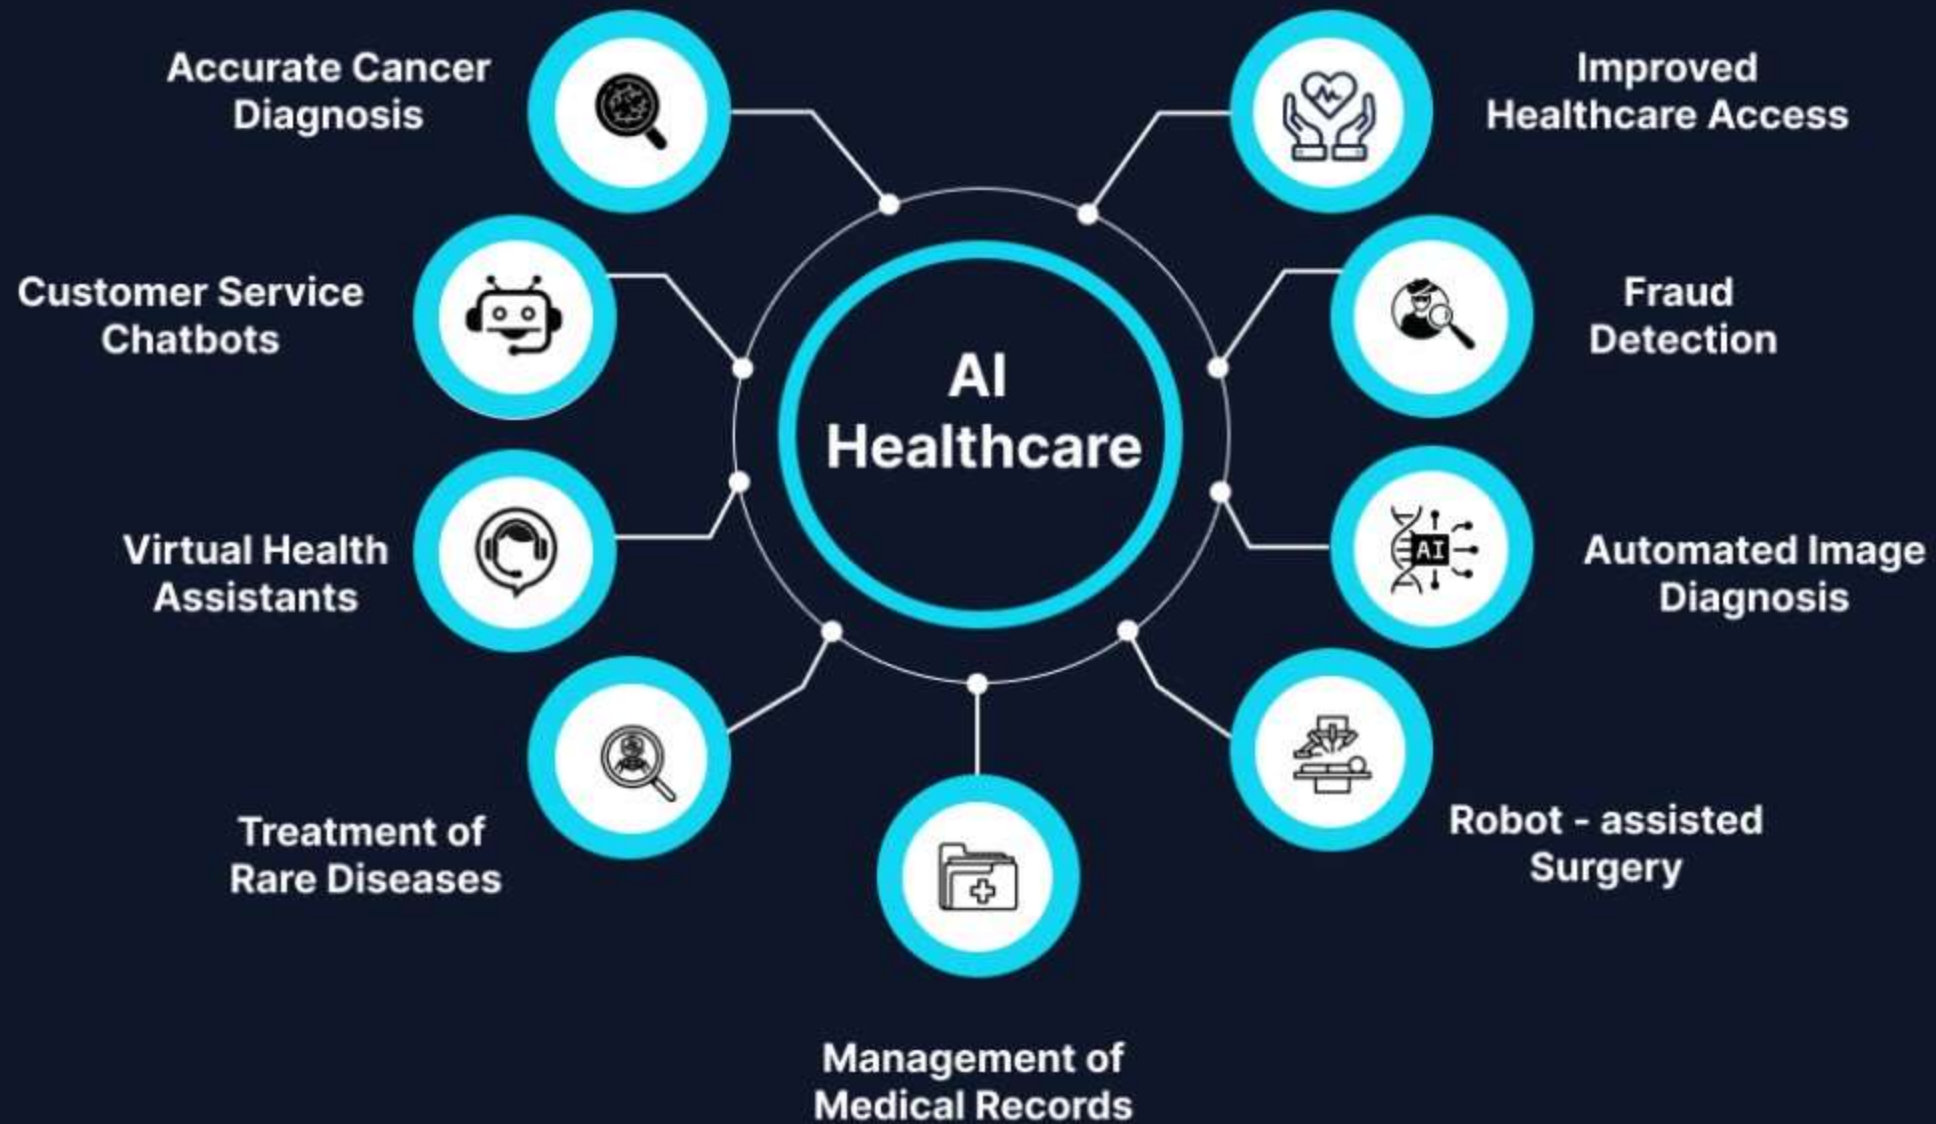 Accurate Cancer
Diagnosis
Improved
Healthcare Access
Customer Service
Chatbots
Fraud
Detection
AI
Healthcare
Virtual Health
Assistants
AI
Automated Image
Diagnosis
Treatment of
Rare Diseases
Robot - assisted
Surgery
Management of
Medical Records